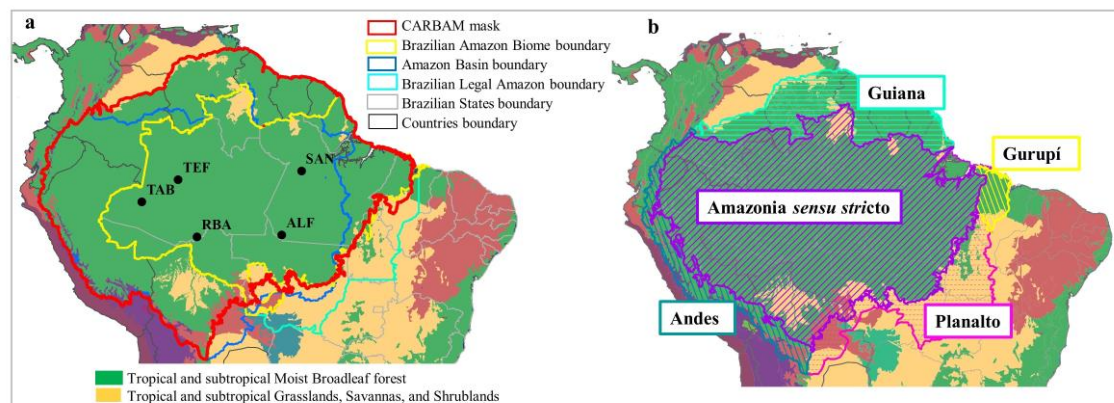 a
CARBAM mask
Brazilian Amazon Biome boundary
Amazon Basin boundary
Brazilian Legal Amazon boundary
Brazilian States boundary
Countries boundary
TEF
SAN
TAB
RBA
ALF
Tropical and subtropical Moist Broadleaf forest
Tropical and subtropical Grasslands, Savannas, and Shrublands
b
Guiana
Gurupí
Amazonia sensu stricto
Andes
Planalto